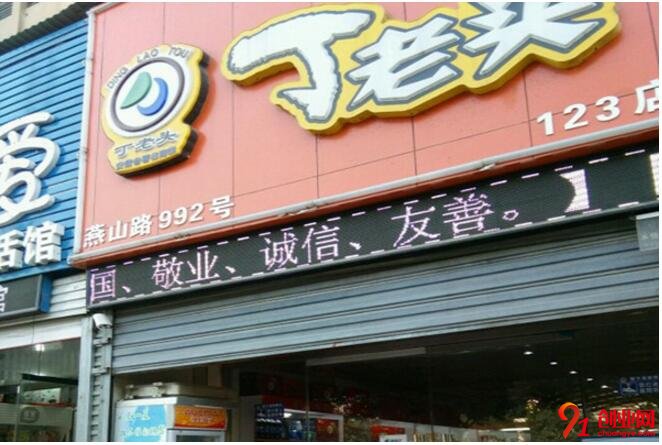 DING LAO TOU
丁老头
丁老头
123店
燕山路992号
国、敬业、诚信、友善。】
爱
活馆
91创业网
chuangye